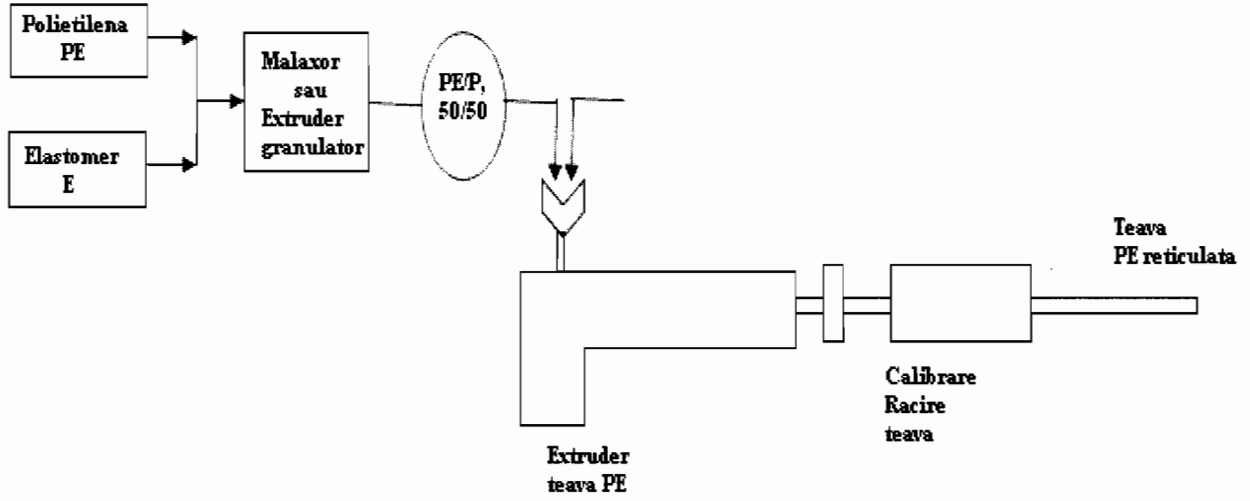 Polietilena
PE
Elastomer
E
Malaxor
sau
Extruder
granulator
PE/P,
50/50
Extruder
teava PE
Calibrare
Racire
teava
Teava
PE reticulata